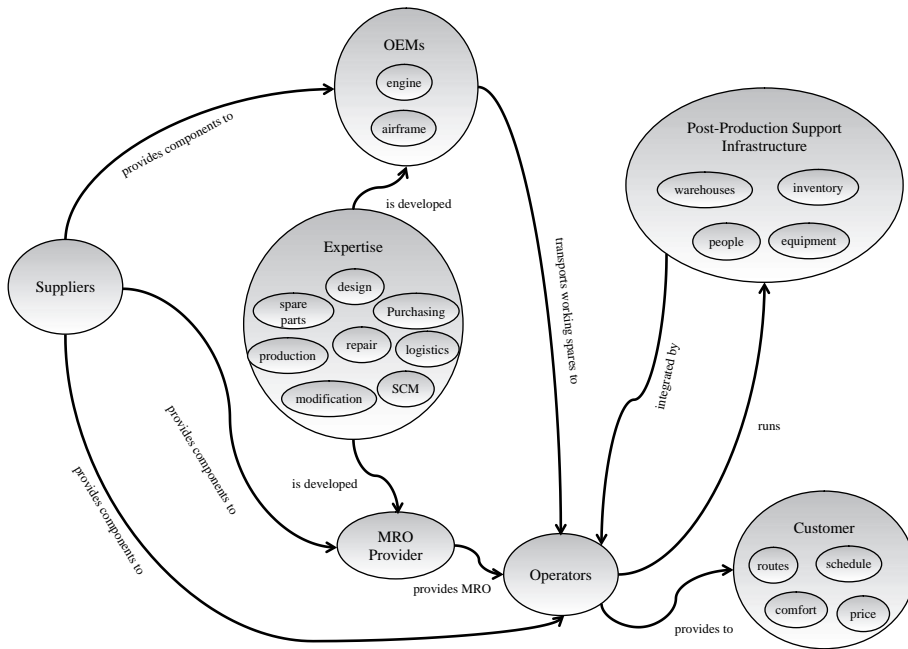 OEMs
engine
airframe
provides components to
is developed
Expertise
design
spare
parts
Purchasing
production
repair
logistics
modification
SCM
Suppliers
transports working spares to
Post-Production Support
Infrastructure
warehouses
inventory
people
equipment
integrated by
runs
provides components to
provides components to
is developed
MRO
Provider
provides MRO
Operators
provides to
Customer
routes
schedule
comfort
price